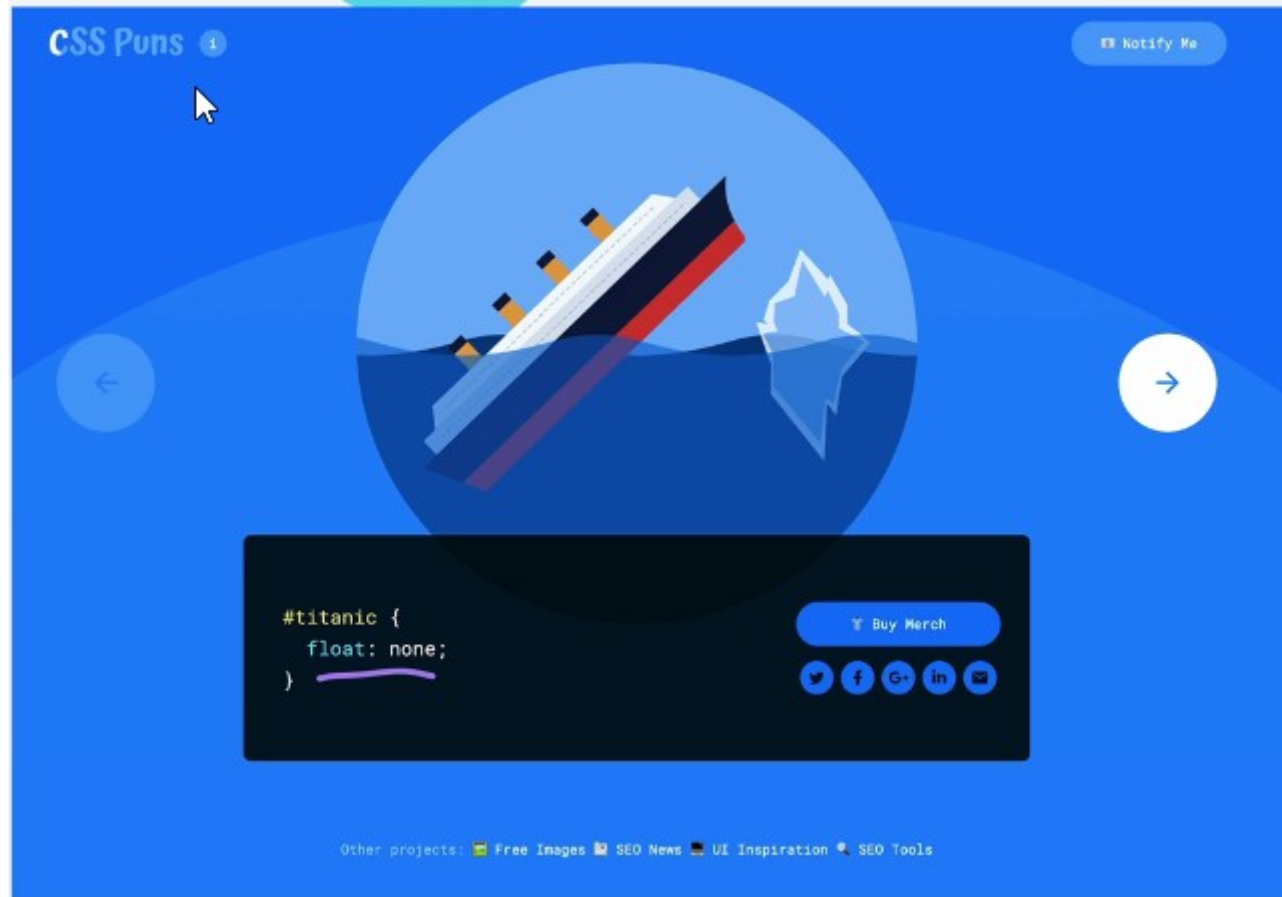 CSS Puns i
Notify Me
#titanic {
float: none;
}
Buy Merch
G+ in
Other projects: Free Images SEO News UI Inspiration SEO Tools